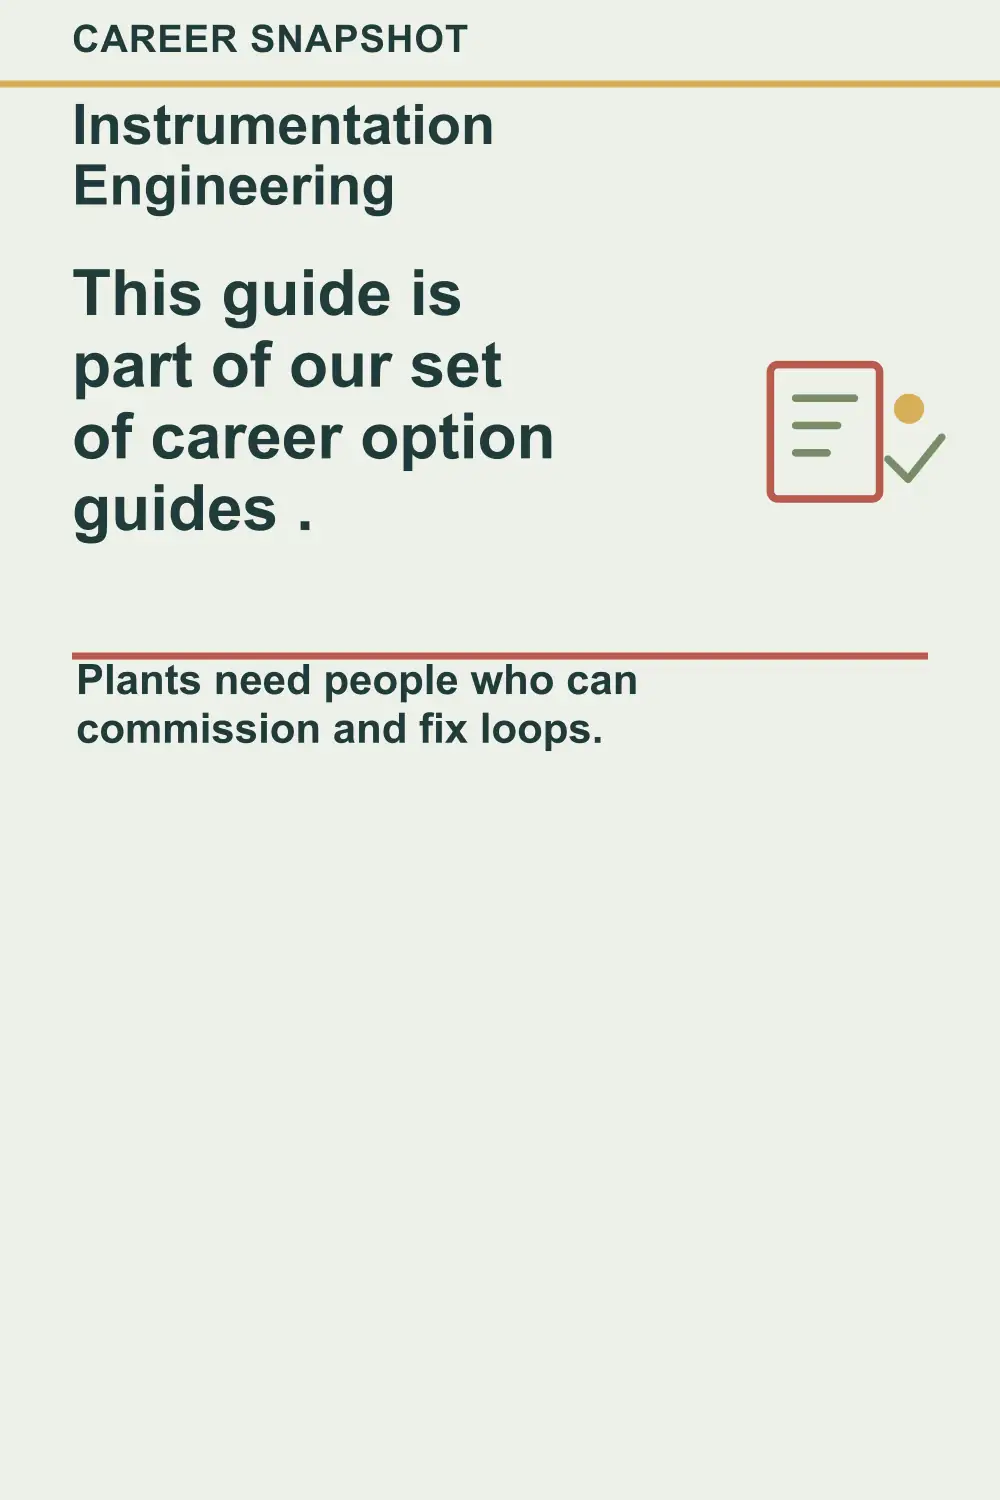 CAREER SNAPSHOT
Instrumentation
Engineering
This guide is
part of our set
of career option
guides .
Plants need people who can
commission and fix loops.